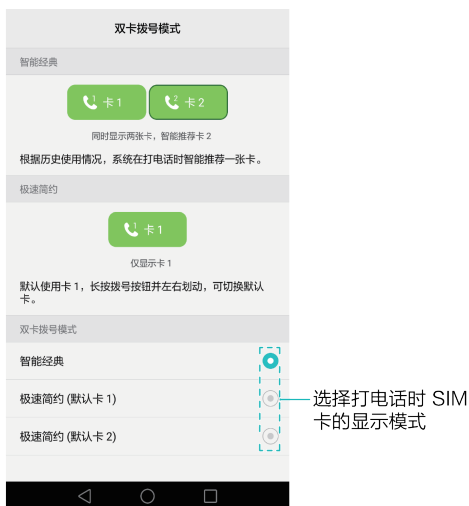 双卡拨号模式
智能经典
1 卡 1
2 卡 2
同时显示两张卡，智能推荐卡 2
根据历史使用情况，系统在打电话时智能推荐一张卡。
极速简约
1 卡 1
仅显示卡 1
默认使用卡 1，长按拨号按钮并左右划动，可切换默认
卡。
双卡拨号模式
智能经典
极速简约 (默认卡 1)
极速简约 (默认卡 2)
选择打电话时 SIM
卡的显示模式